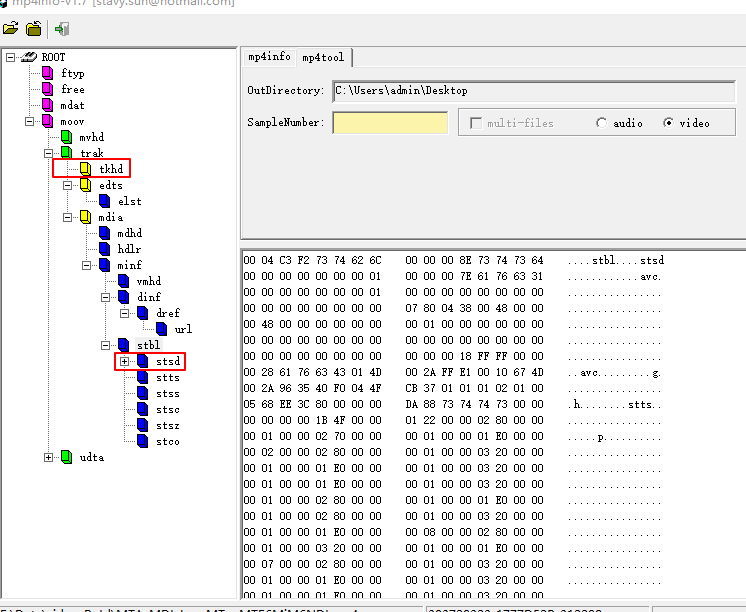 mp4info-v1.7 [stavy.sun@hotmail.com]
ROOT
ftyp
free
mdat
moov
mvhd
trak
tkhd
edts
elst
mdia
mdhd
hdlr
minf
vmhd
dinf
dref
url
stbl
stsd
stts
stss
stsc
stsz
stco
udta
mp4info mp4tool
OutDirectory: C:\Users\admin\Desktop
SampleNumber: multi-files audio video
00 04 C3 F2 73 74 62 6C 00 00 00 8E 73 74 73 64 ....stbl....stsd
00 00 00 00 00 00 00 01 00 00 00 7E 61 76 63 31 ............avc.
00 00 00 00 00 00 00 01 00 00 00 00 00 00 00 00 ................
00 00 00 00 00 00 00 00 07 80 04 38 00 48 00 00 ................
00 48 00 00 00 00 00 00 00 01 00 00 00 00 00 00 ................
00 00 00 00 00 00 00 00 00 00 00 00 00 00 00 00 ................
00 00 00 00 00 00 00 00 00 00 00 18 FF FF 00 00 ................
00 28 61 76 63 43 01 4D 00 2A FF E1 00 10 67 4D ..avc.........g.
00 2A 96 35 40 F0 04 4F CB 37 01 01 01 02 01 00 ................
05 68 EE 3C 80 00 00 00 DA 88 73 74 74 73 00 00 .h........stts..
00 00 00 00 1B 4F 00 00 01 22 00 00 02 80 00 00 ................
00 01 00 00 02 70 00 00 00 01 00 00 01 E0 00 00 .....p..........
00 02 00 00 02 80 00 00 00 01 00 00 03 20 00 00 ................
00 01 00 00 01 E0 00 00 00 01 00 00 03 20 00 00 ................
00 01 00 00 02 80 00 00 00 01 00 00 01 E0 00 00 ................
00 01 00 00 02 80 00 00 00 01 00 00 03 20 00 00 ................
00 01 00 00 01 E0 00 00 00 08 00 00 02 80 00 00 ................
00 01 00 00 03 20 00 00 00 01 00 00 01 E0 00 00 ................
00 07 00 00 02 80 00 00 00 01 00 00 03 20 00 00 ................
00 01 00 00 01 E0 00 00 00 01 00 00 03 20 00 00 ................